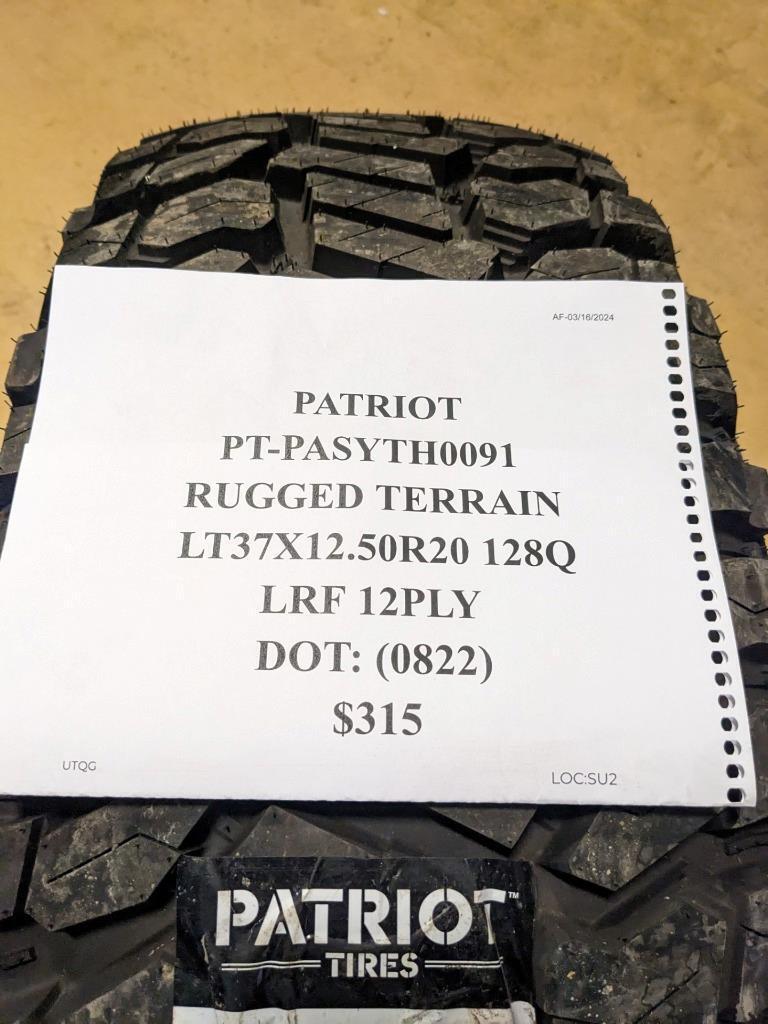 AF-03/16/2024
PATRIOT
PT-PASYTH0091
RUGGED TERRAIN
LT37X12.50R20 128Q
LRF 12PLY
DOT: (0822)
$315
UTQG
LOC:SU2
PATRIOT™
TIRES